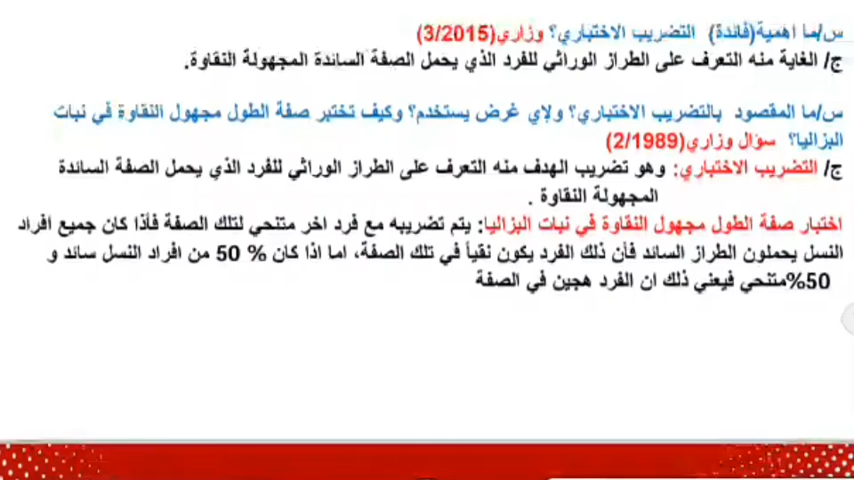 س/ما اهمية(فائدة) التضريب الاختباري؟ وزاري(3/2015)
ج/ الغاية منه التعرف على الطراز الوراثي للفرد الذي يحمل الصفة السائدة المجهولة النقاوة.
س/ما المقصود بالتضريب الاختباري؟ ولاي غرض يستخدم؟ وكيف تختبر صفة الطول مجهول النقاوة في نبات
البزاليا؟ سؤال وزاري(2/1989)
ج/ التضريب الاختباري: وهو تضريب الهدف منه التعرف على الطراز الوراثي للفرد الذي يحمل الصفة السائدة
المجهولة النقاوة .
اختبار صفة الطول مجهول النقاوة في نبات البزاليا: يتم تضريبه مع فرد اخر متنحي لتلك الصفة فأذا كان جميع افراد
النسل يحملون الطراز السائد فأن ذلك الفرد يكون نقياً في تلك الصفة، اما اذا كان % 50 من افراد النسل سائد و
50%متنحي فيعني ذلك ان الفرد هجين في الصفة